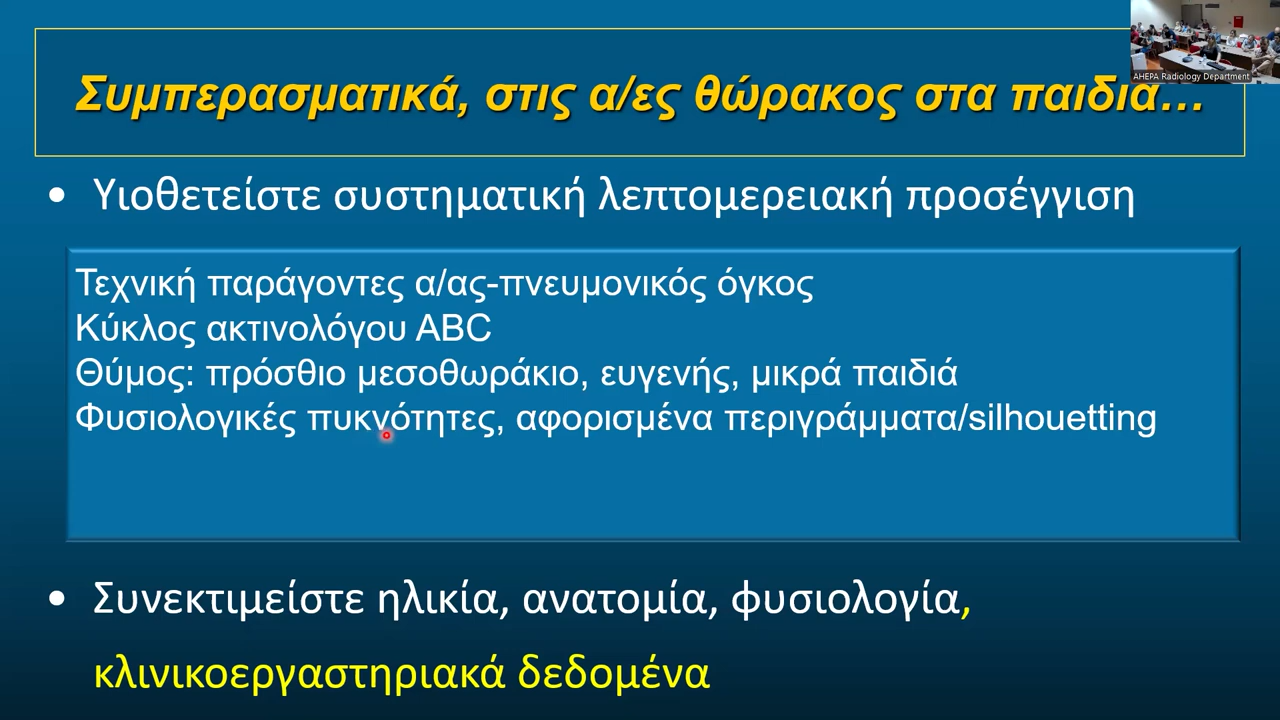 AHEPA Radiology Department
Συμπερασματικά, στις α/ες θώρακος στα παιδιά…
• Υιοθετείστε συστηματική λεπτομερειακή προσέγγιση
Τεχνική παράγοντες α/ας-πνευμονικός όγκος
Κύκλος ακτινολόγου ABC
Θύμος: πρόσθιο μεσοθωράκιο, ευγενής, μικρά παιδιά
Φυσιολογικές πυκνότητες, αφορισμένα περιγράμματα/silhouetting
• Συνεκτιμείστε ηλικία, ανατομία, φυσιολογία,
κλινικοεργαστηριακά δεδομένα